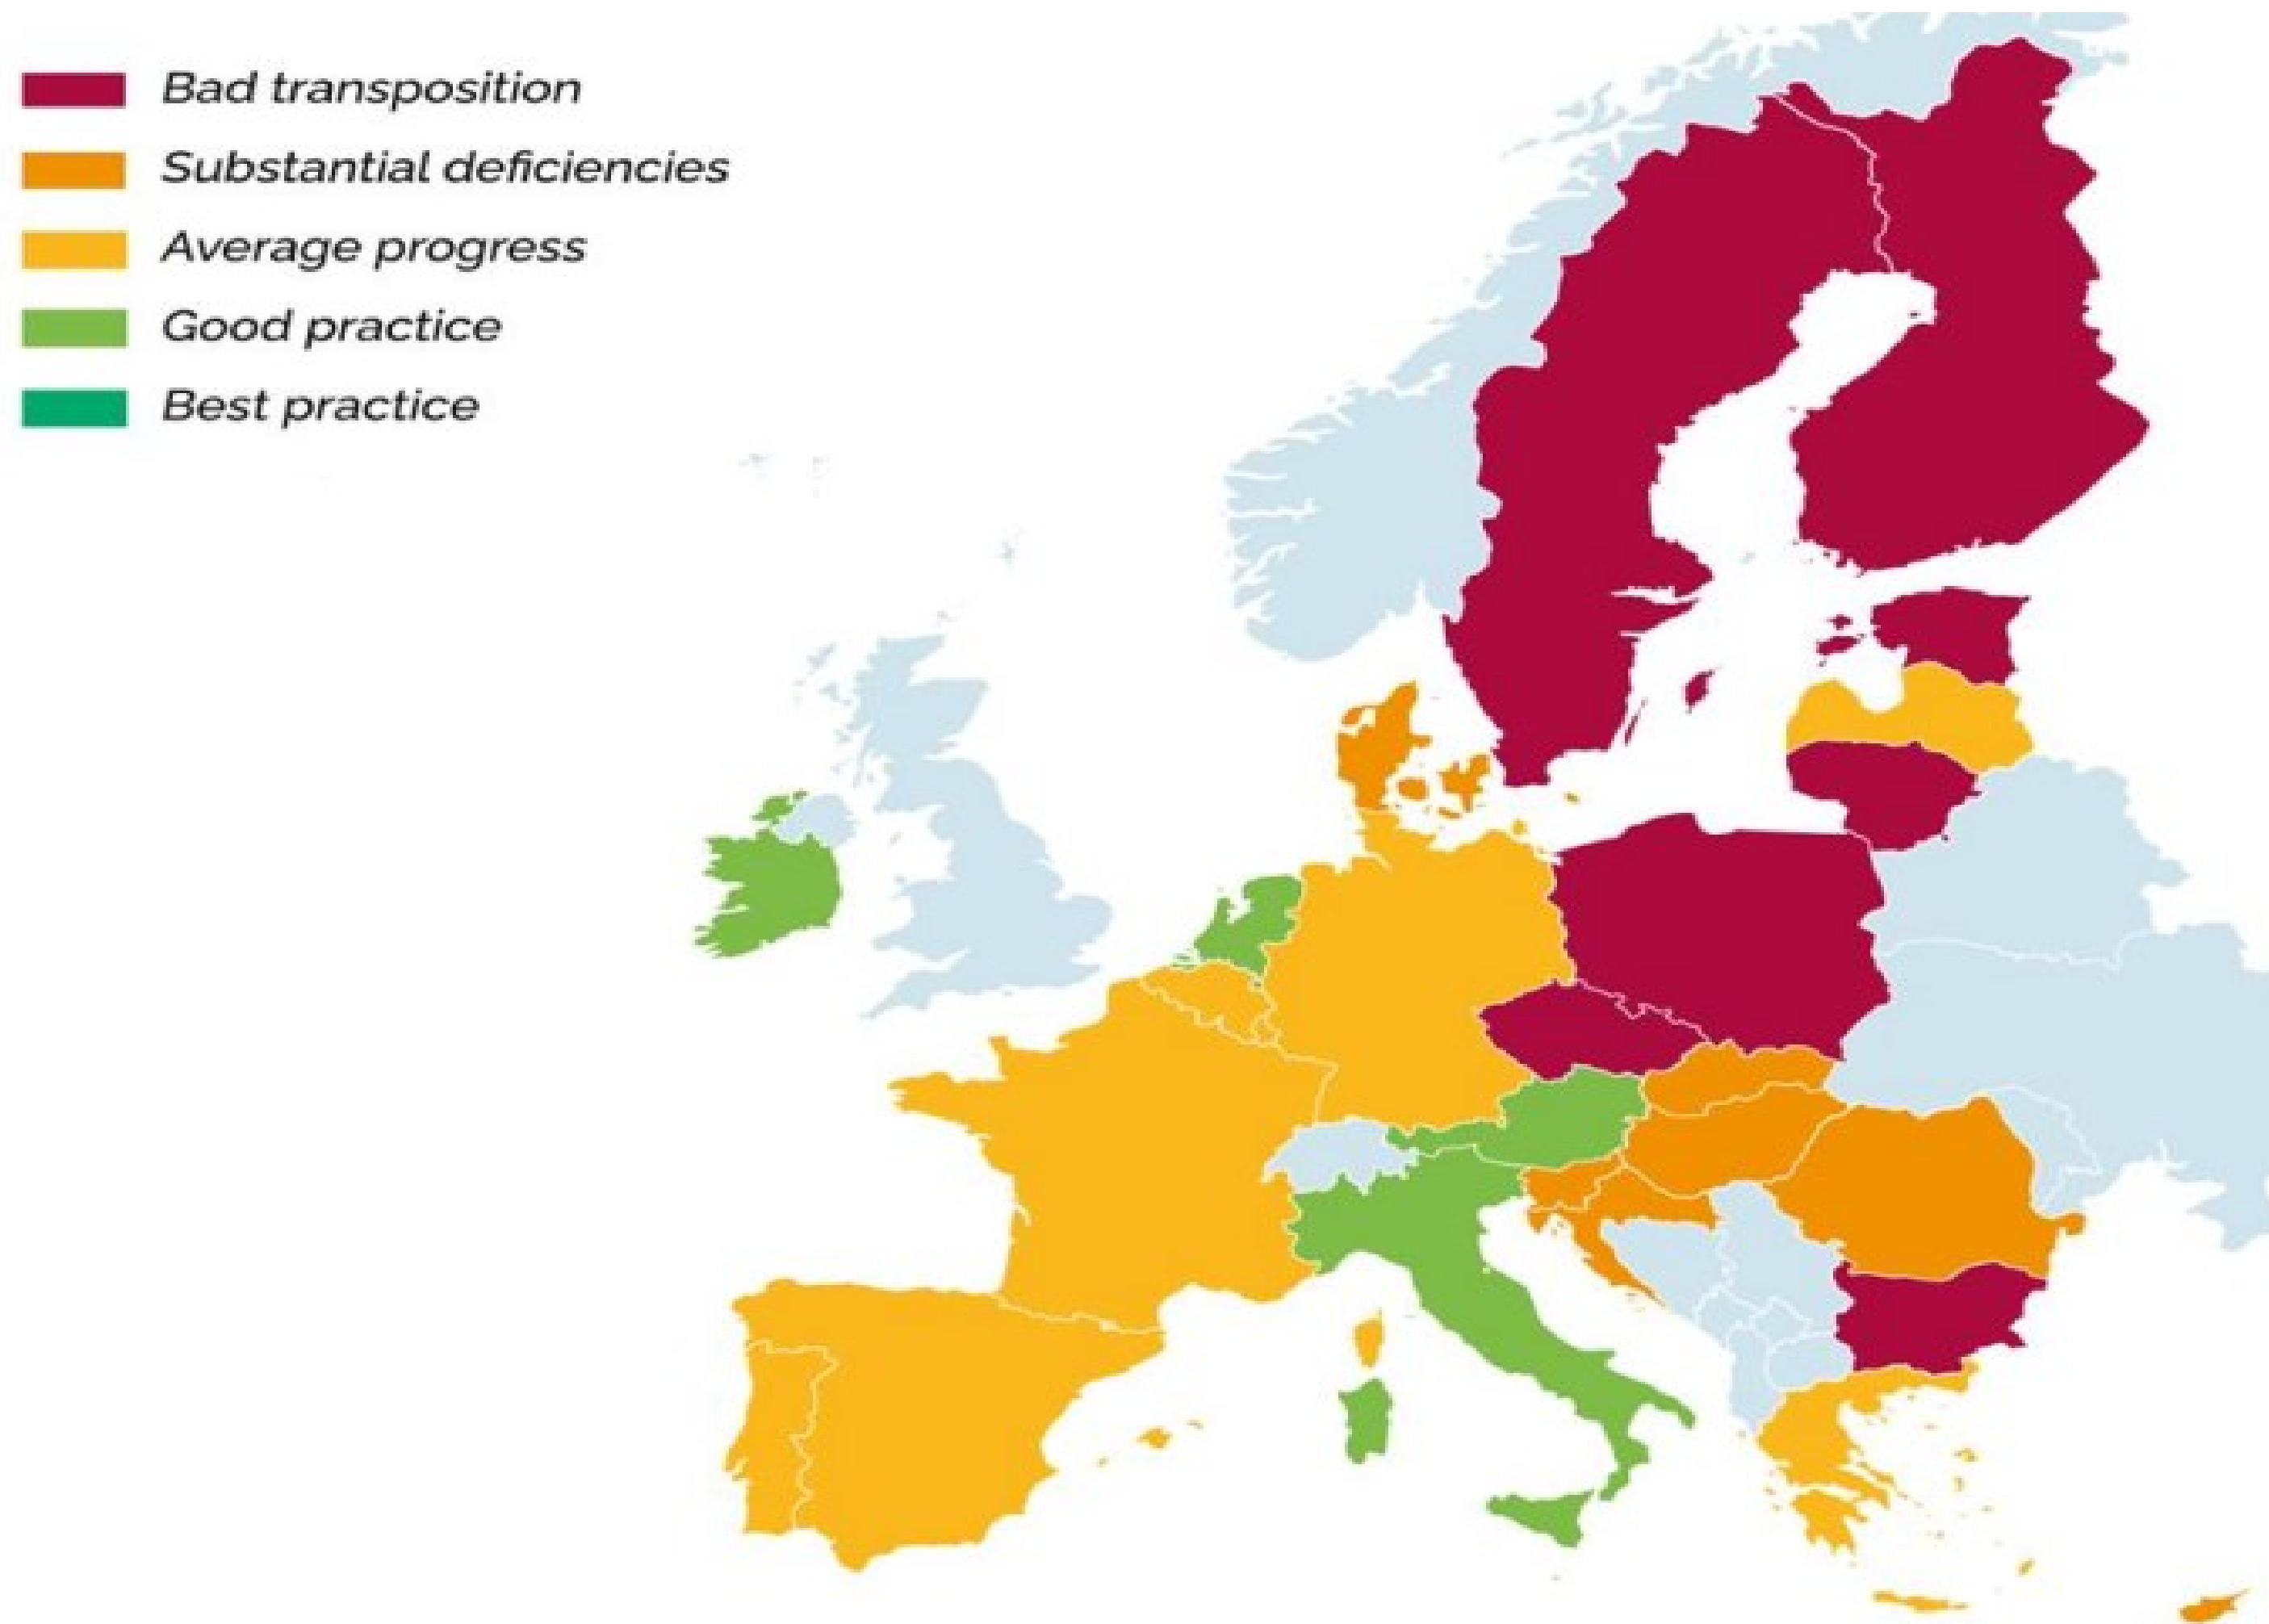 Bad transposition
Substantial deficiencies
Average progress
Good practice
Best practice